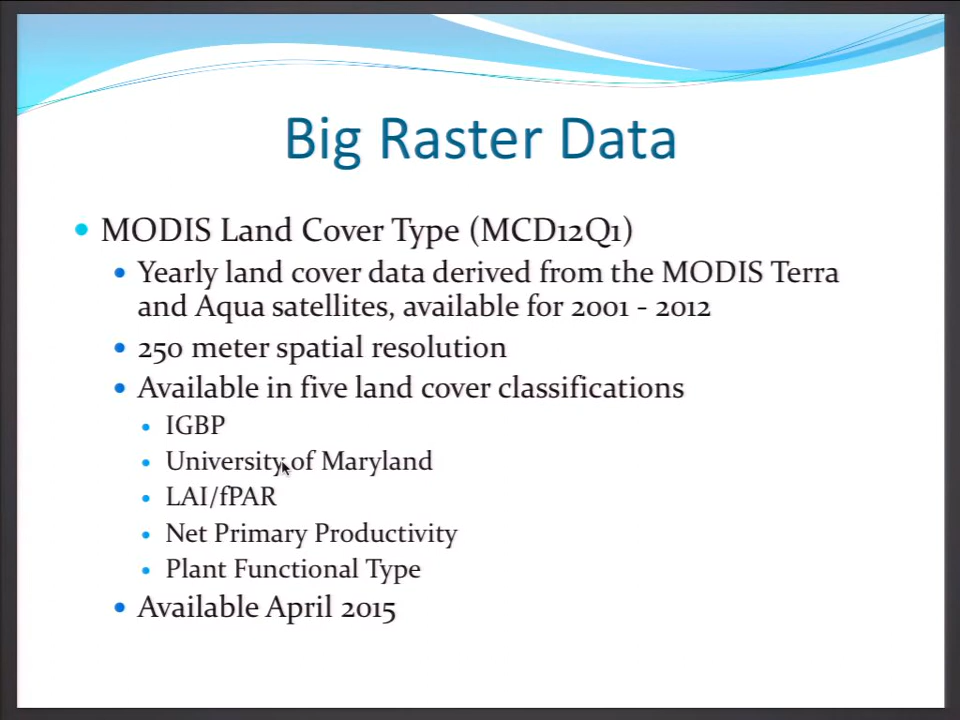 Big Raster Data
MODIS Land Cover Type (MCD12Q1)
Yearly land cover data derived from the MODIS Terra
and Aqua satellites, available for 2001 - 2012
250 meter spatial resolution
Available in five land cover classifications
IGBP
University of Maryland
LAI/fPAR
Net Primary Productivity
Plant Functional Type
Available April 2015